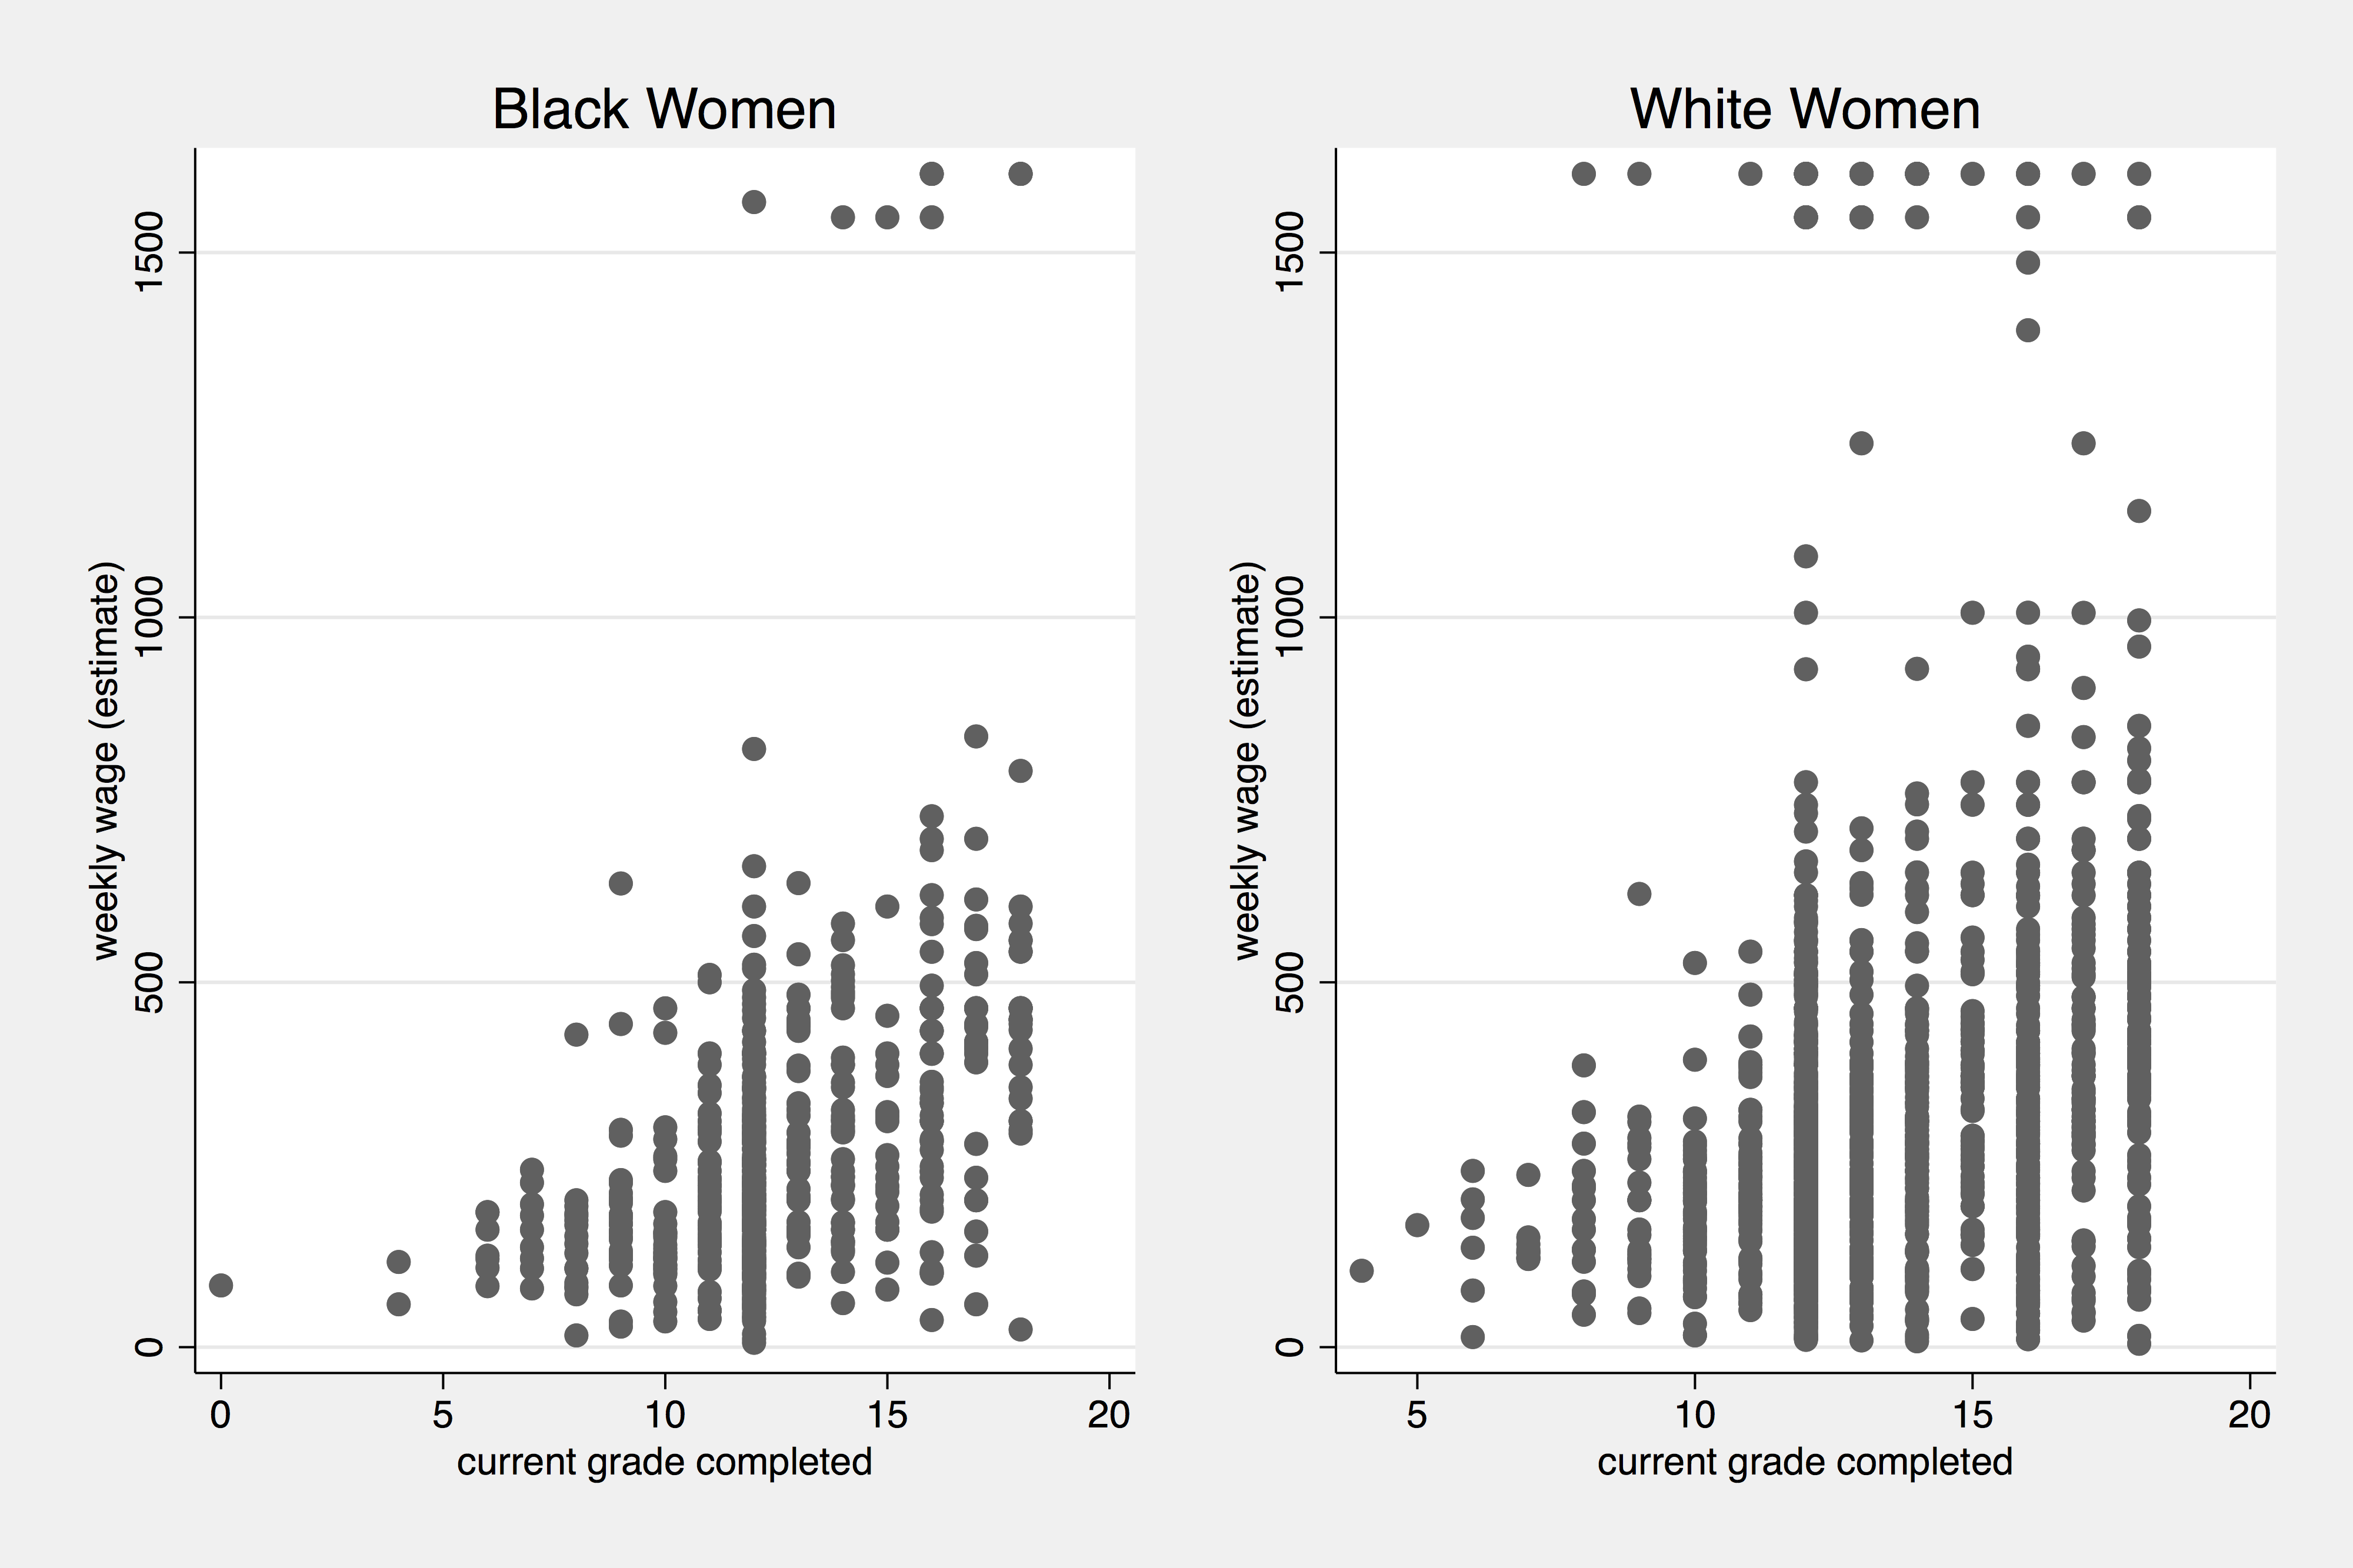 Black Women
weekly wage (estimate)
1500
1000
500
0
0 5 10 15 20
current grade completed
White Women
weekly wage (estimate)
1500
1000
500
0
5 10 15 20
current grade completed